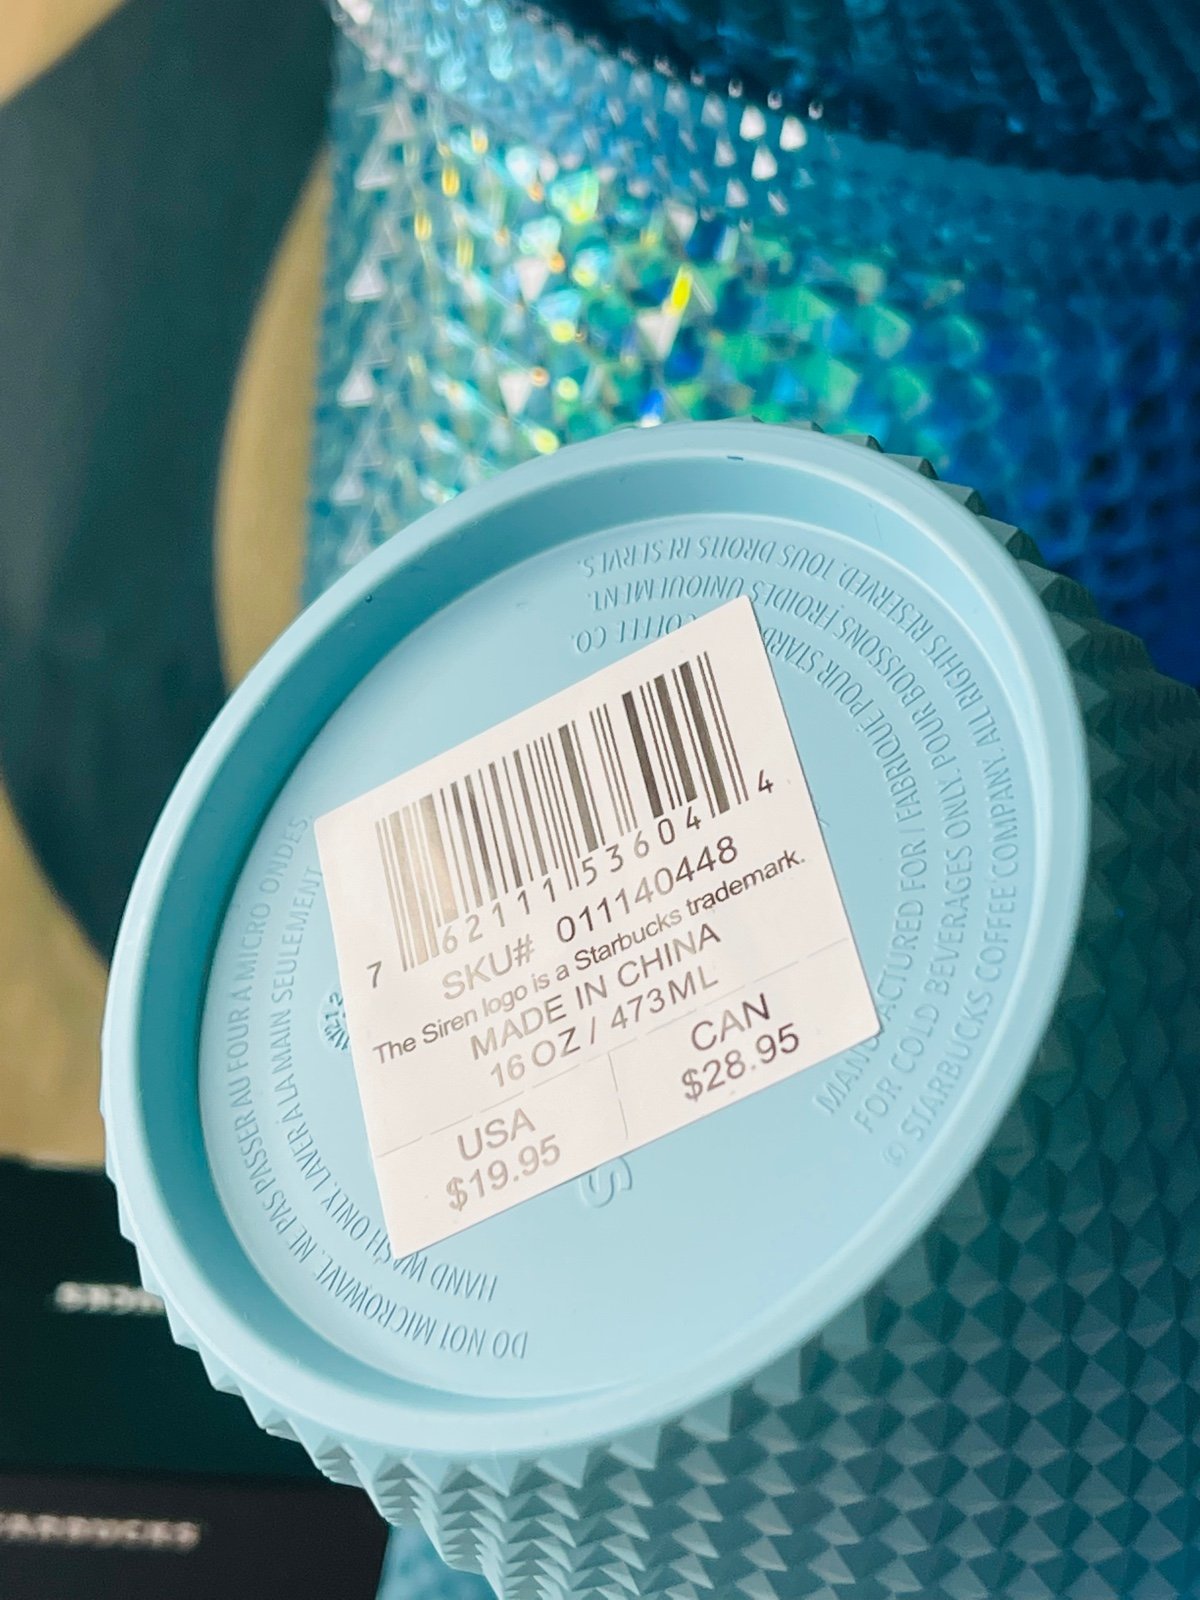 7 62111 53604 4
SKU# 011140448
The Siren logo is a Starbucks trademark.
MADE IN CHINA
16 OZ / 473ML
USA
$19.95
CAN
$28.95
DO NOT MICROWAVE. NE PAS PASSER AU FOUR À MICRO ONDES.
HAND WASH ONLY. LAVER À LA MAIN SEULEMENT.
MANUFACTURED FOR / FABRIQUÉ POUR STARB COFFEE CO.
FOR COLD BEVERAGES ONLY. POUR BOISSONS FROIDES UNIQUEMENT.
© STARBUCKS COFFEE COMPANY. ALL RIGHTS RESERVED. TOUS DROITS RÉSERVÉS.
S
STARBUCKS